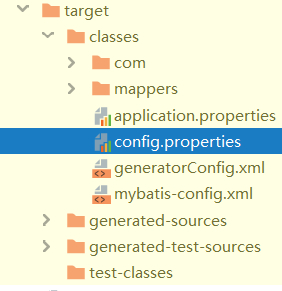 target
classes
com
mappers
application.properties
config.properties
generatorConfig.xml
mybatis-config.xml
generated-sources
generated-test-sources
test-classes